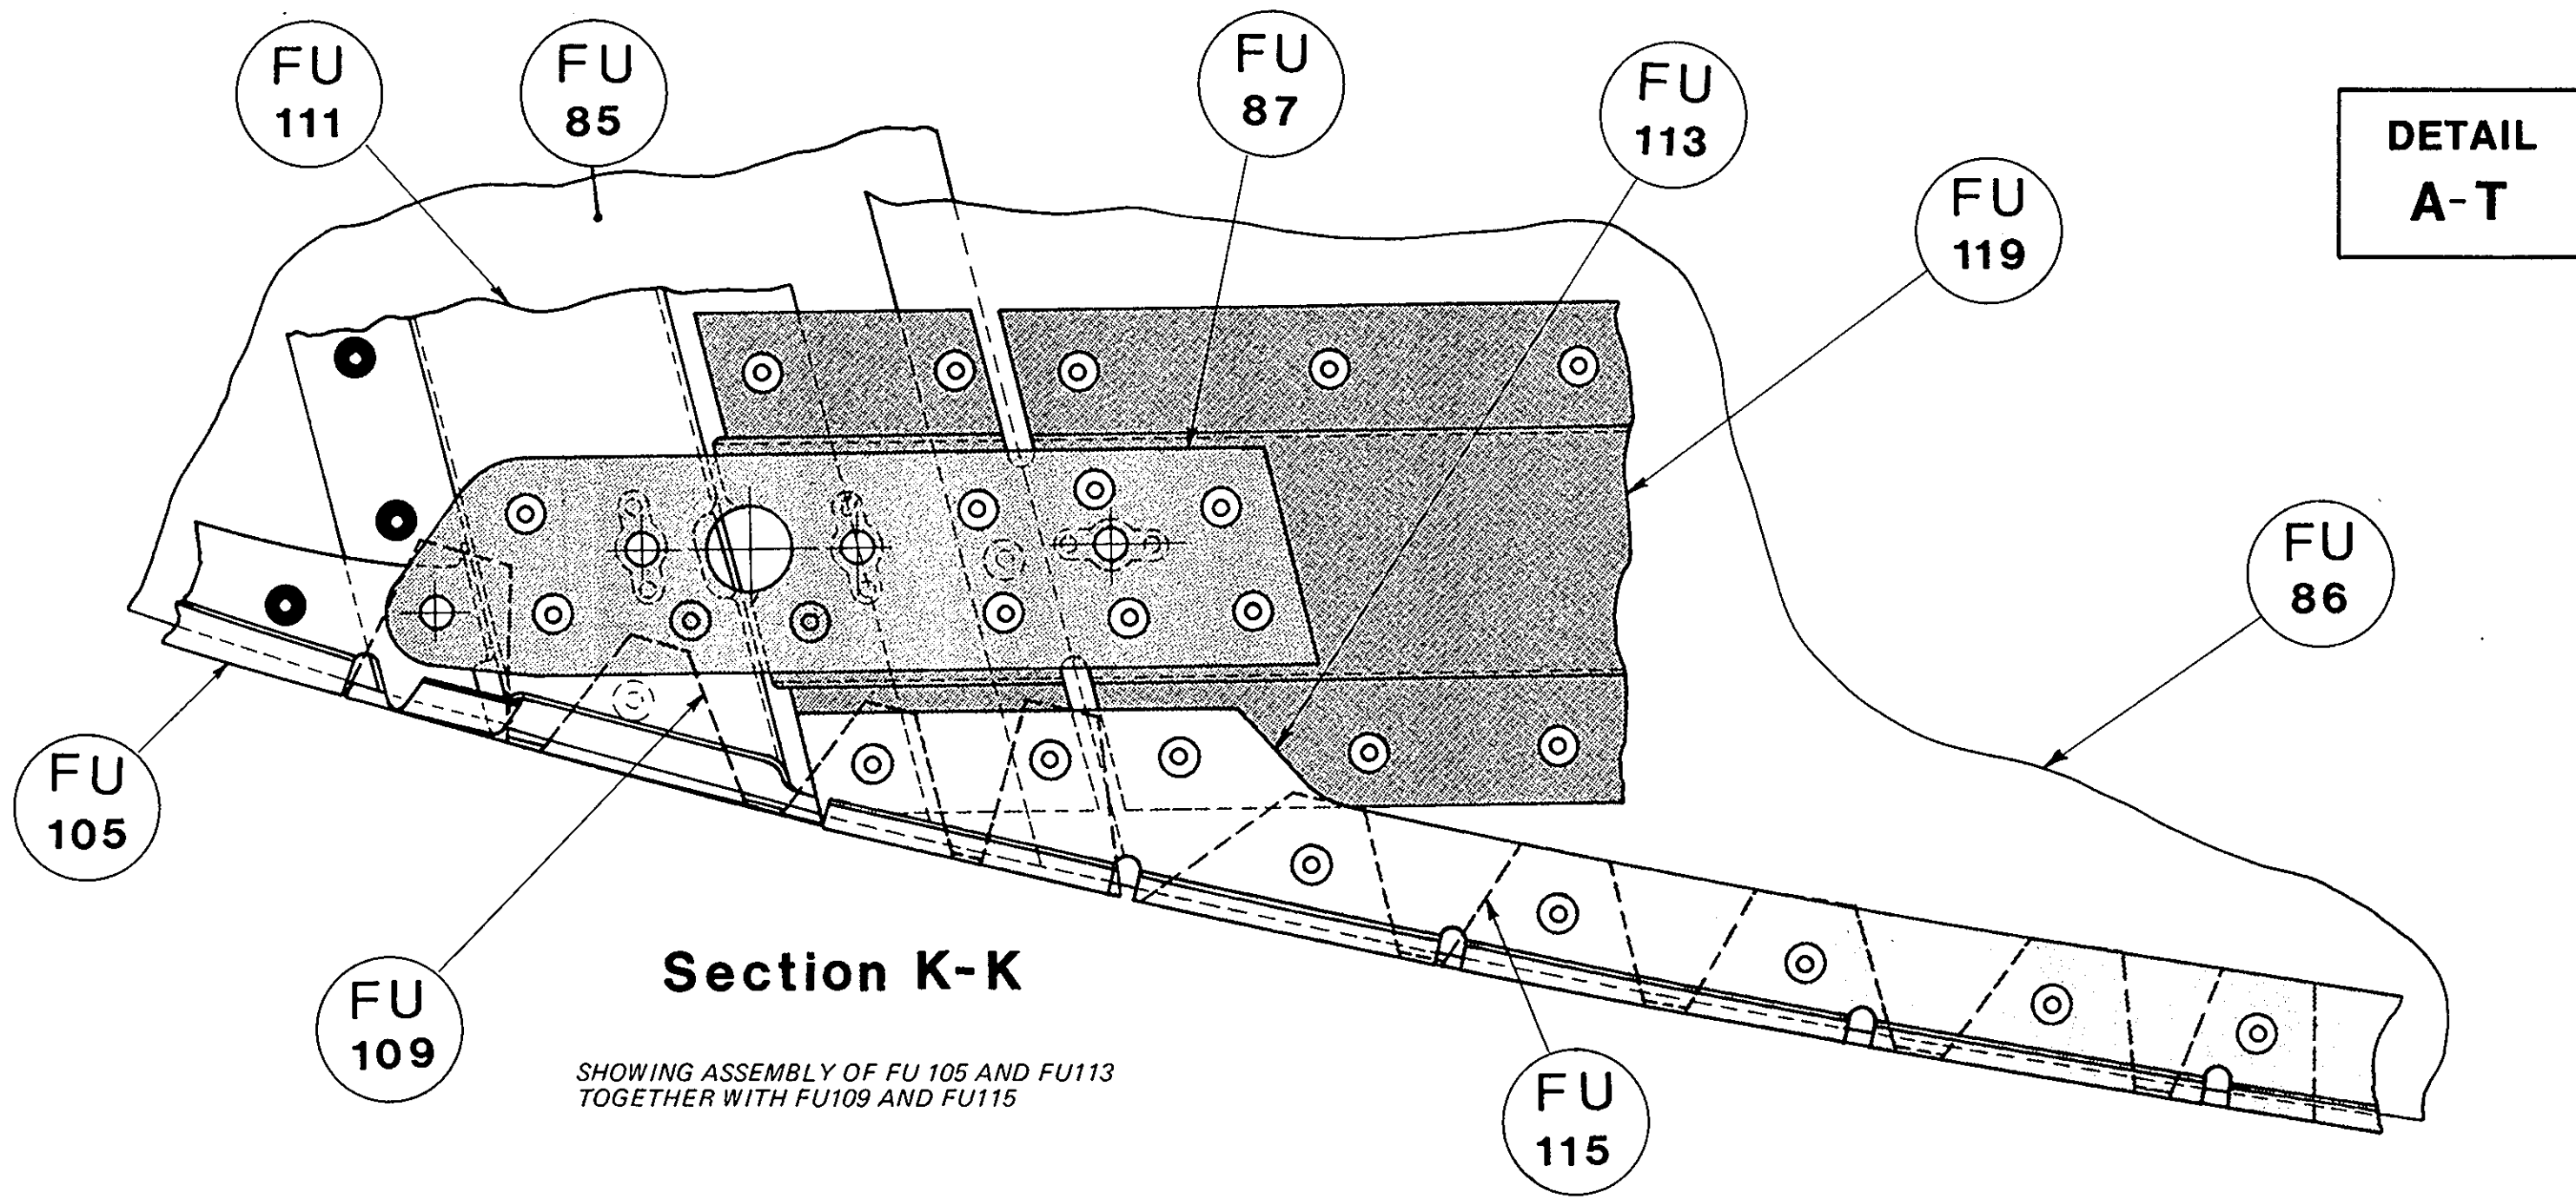 FU
111
FU
85
FU
87
FU
113
FU
119
DETAIL
A-T
FU
86
FU
105
FU
109
Section K-K
SHOWING ASSEMBLY OF FU 105 AND FU113
TOGETHER WITH FU109 AND FU115
FU
115